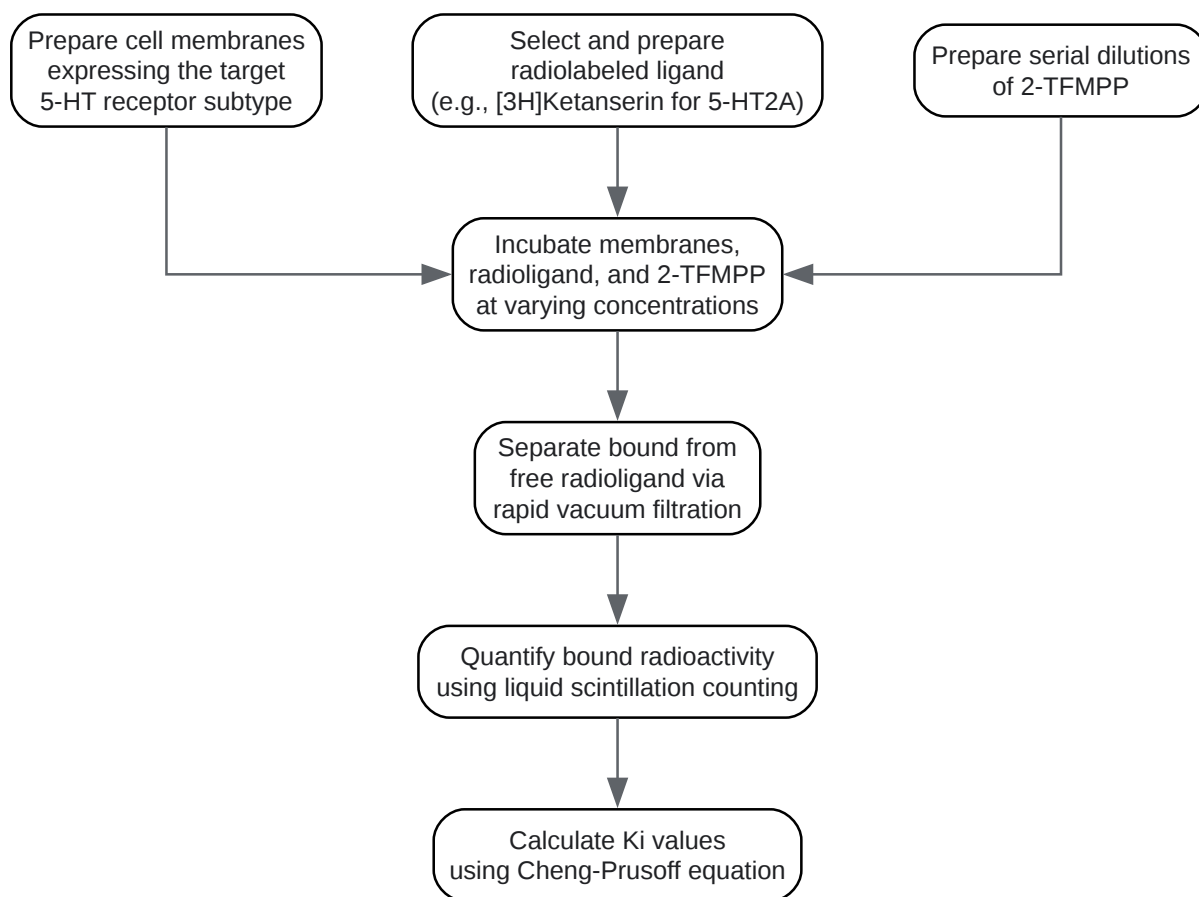 Prepare cell membranes
expressing the target
5-HT receptor subtype
Select and prepare
radiolabeled ligand
(e.g., [3H]Ketanserin for 5-HT2A)
Prepare serial dilutions
of 2-TFMPP
Incubate membranes,
radioligand, and 2-TFMPP
at varying concentrations
Separate bound from
free radioligand via
rapid vacuum filtration
Quantify bound radioactivity
using liquid scintillation counting
Calculate Ki values
using Cheng-Prusoff equation